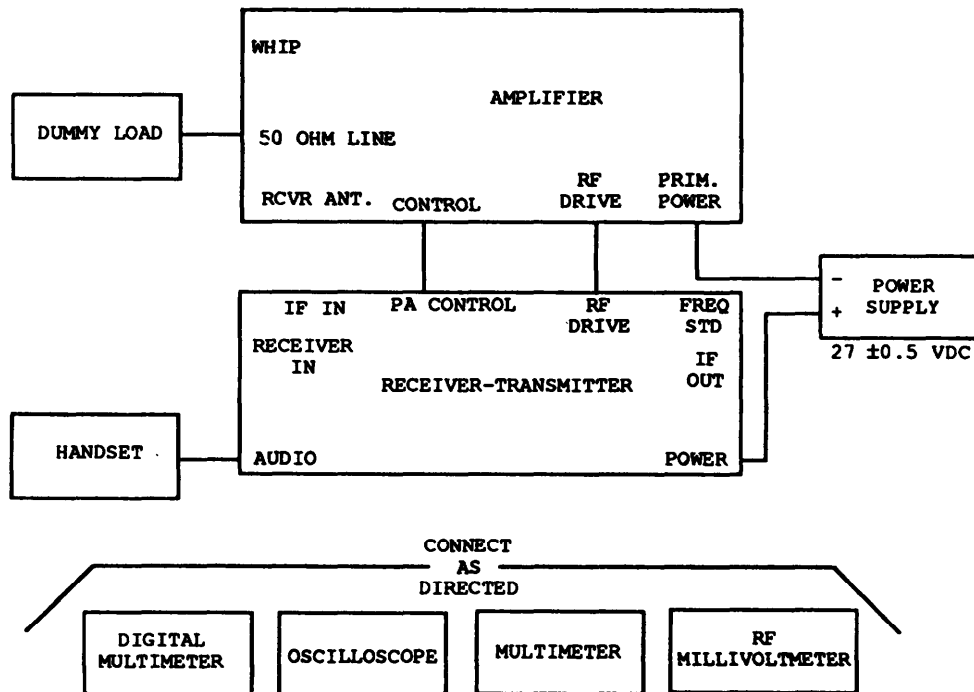 WHIP
AMPLIFIER
DUMMY LOAD
50 OHM LINE
RCVR ANT.
CONTROL
RF
DRIVE
PRIM.
POWER
-
+
POWER
SUPPLY
27 ±0.5 VDC
IF IN
PA CONTROL
RF
DRIVE
FREQ
STD
RECEIVER
IN
IF
OUT
RECEIVER-TRANSMITTER
HANDSET
AUDIO
POWER
CONNECT
AS
DIRECTED
DIGITAL
MULTIMETER
OSCILLOSCOPE
MULTIMETER
RF
MILLIVOLTMETER